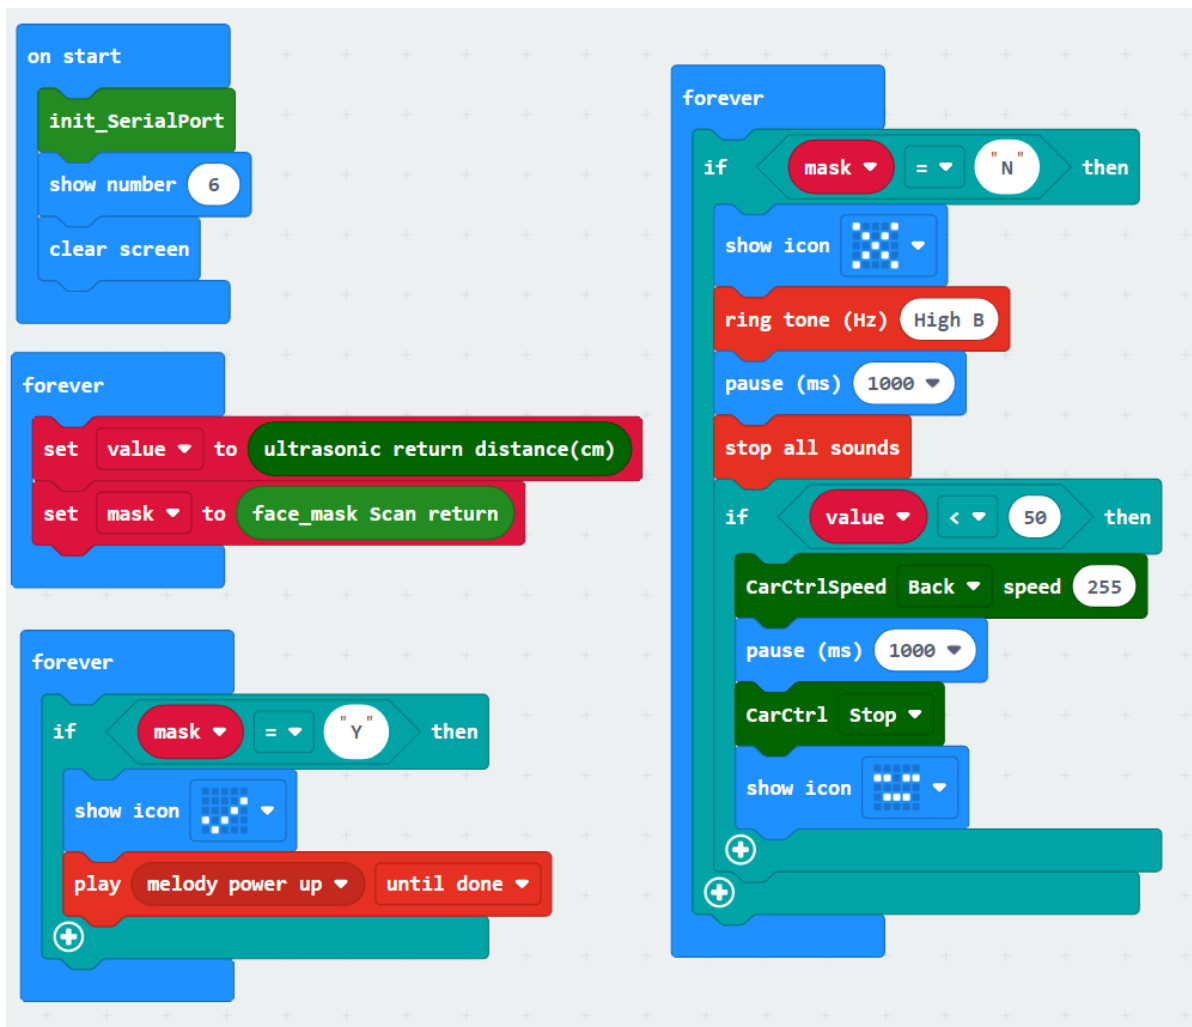 on start
init_SerialPort
show number 6
clear screen
forever
set value to ultrasonic return distance(cm)
set mask to face_mask Scan return
forever
if mask = "Y" then
show icon
play melody power up until done
forever
if mask = "N" then
show icon
ring tone (Hz) High B
pause (ms) 1000
stop all sounds
if value < 50 then
CarCtrlSpeed Back speed 255
pause (ms) 1000
CarCtrl Stop
show icon